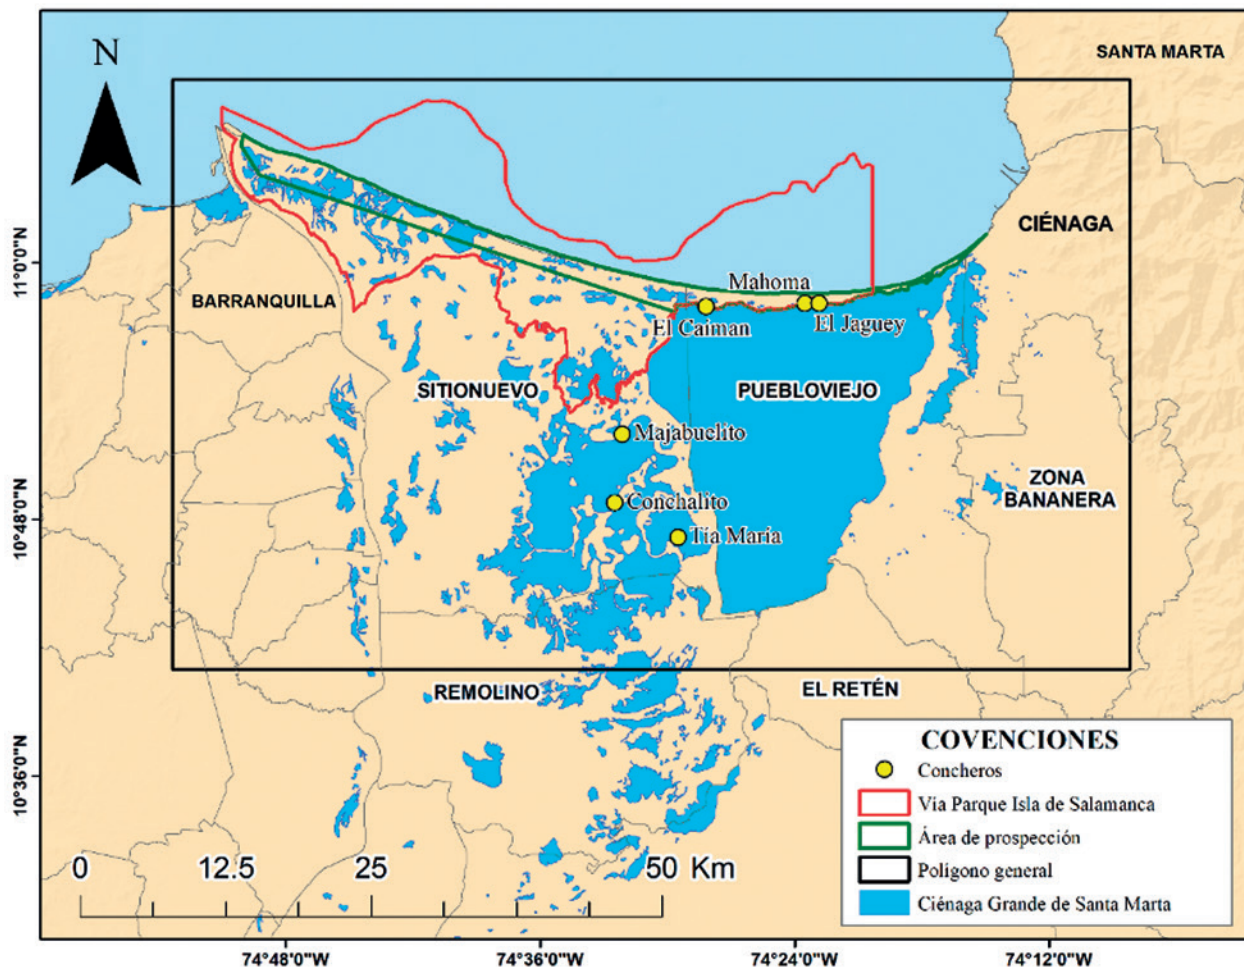 N
SANTA MARTA
CIÉNAGA
11°0'0"N
Mahoma
BARRANQUILLA
El Caiman
El Jaguey
SITIONUEVO
PUEBLOVIEJO
Majabuelito
ZONA
BANANERA
Conchalito
10°48'0"N
Tía María
REMOLINO
EL RETÉN
COVENCIONES
Concheros
Vía Parque Isla de Salamanca
Área de prospección
Polígono general
Ciénaga Grande de Santa Marta
10°36'0"N
0 12.5 25 50 Km
74°48'0"W 74°36'0"W 74°24'0"W 74°12'0"W